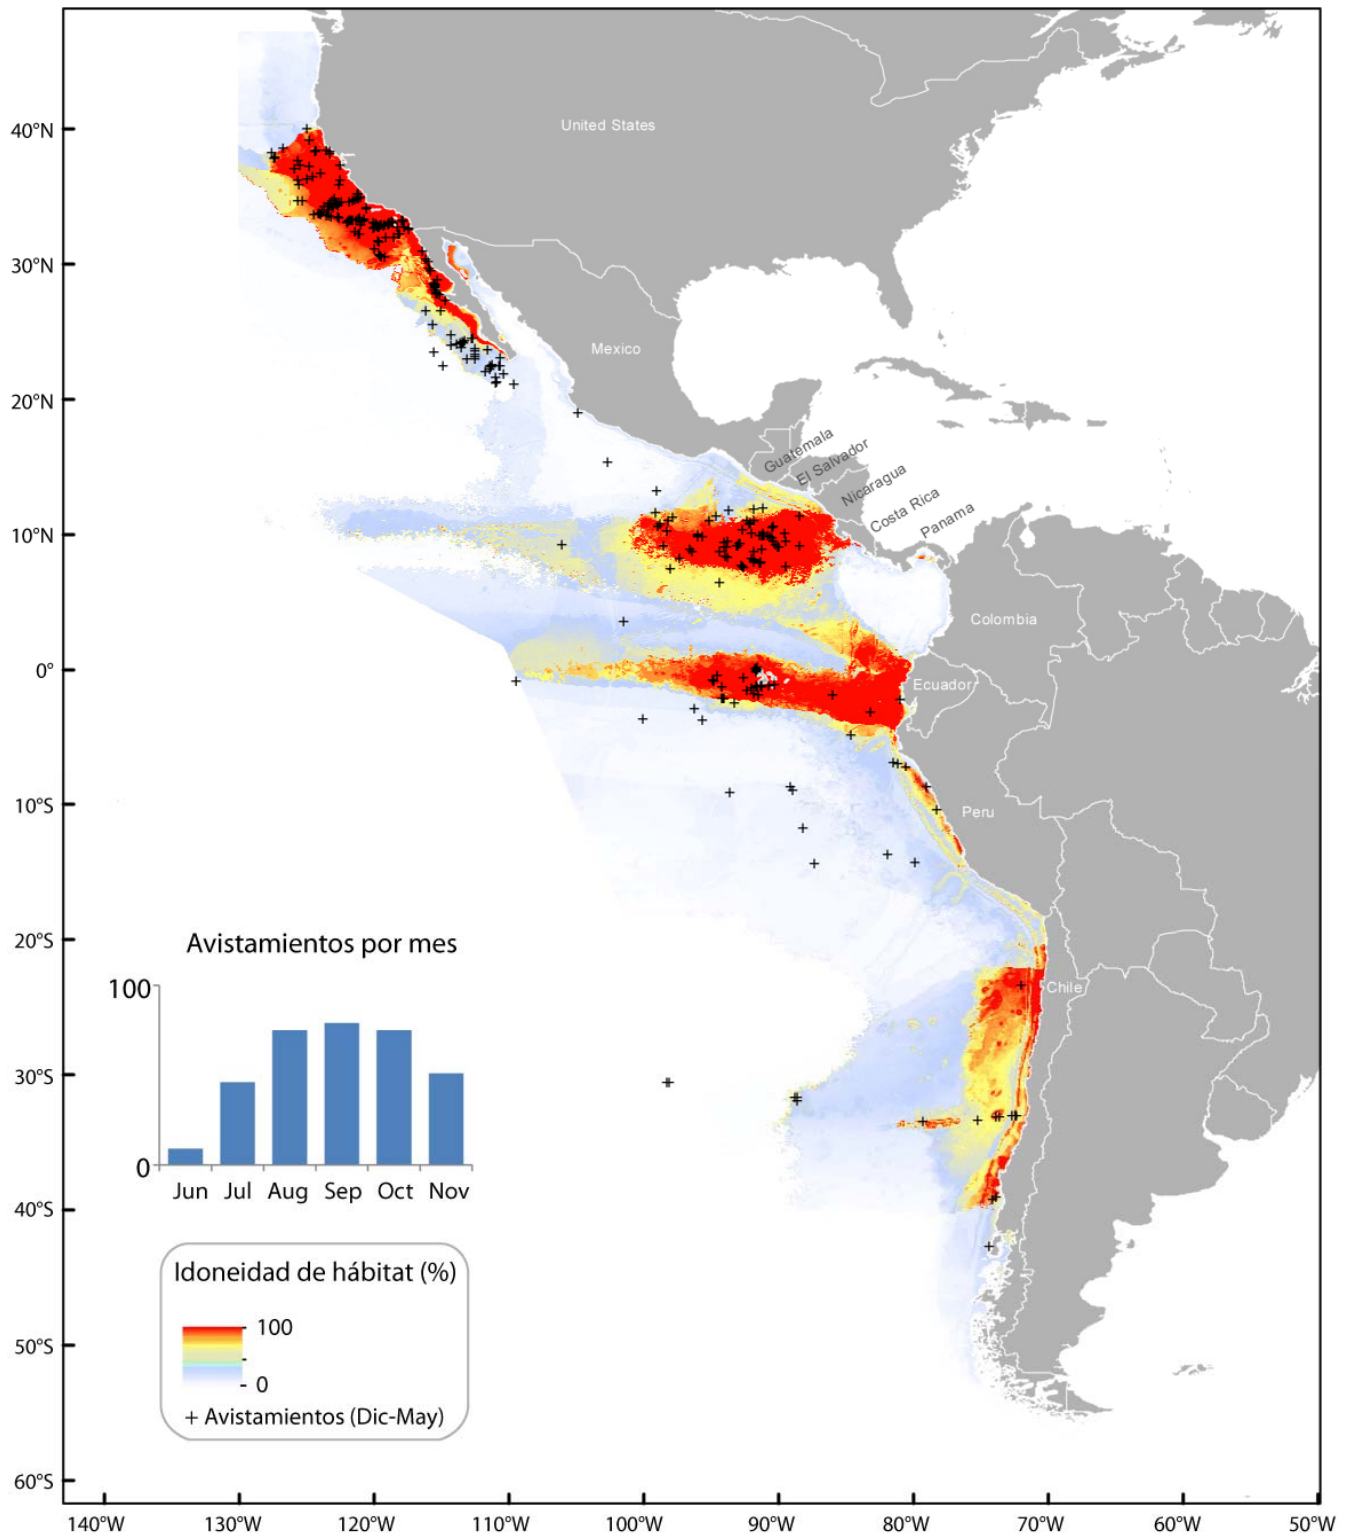 40°N
30°N
20°N
10°N
0°
10°S
20°S
30°S
40°S
50°S
60°S
140°W
130°W
120°W
110°W
100°W
90°W
80°W
70°W
60°W
50°W
United States
Mexico
Guatemala
El Salvador
Nicaragua
Costa Rica
Panama
Colombia
Ecuador
Peru
Chile
Avistamientos por mes
100
0
Jun Jul Aug Sep Oct Nov
Idoneidad de hábitat (%)
100
0
+ Avistamientos (Dic-May)